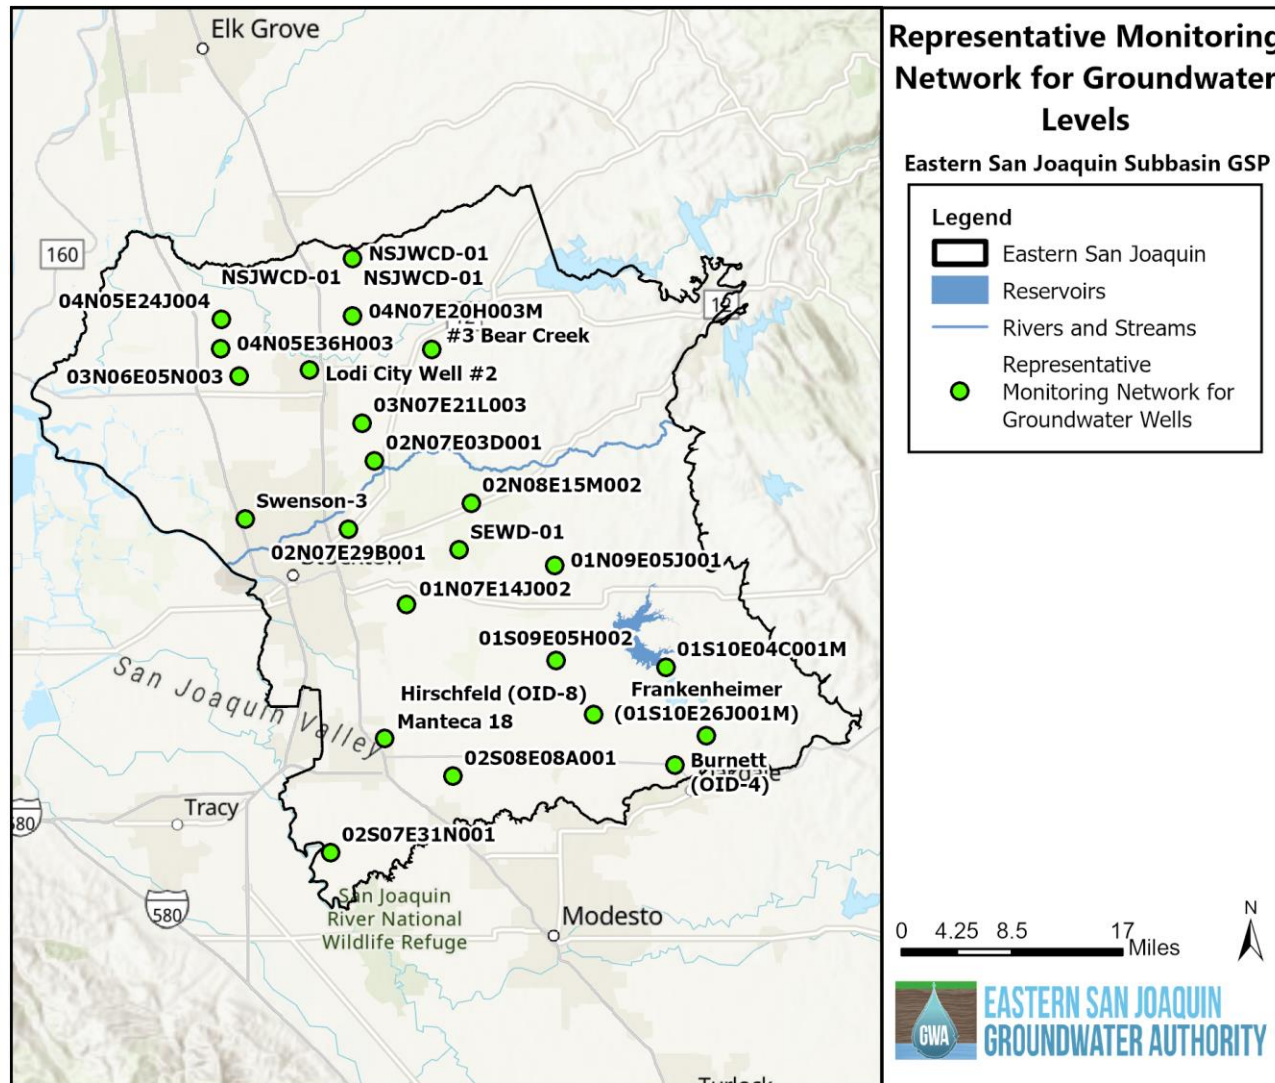 Elk Grove
160
NSJWCD-01
NSJWCD-01
NSJWCD-01
04N05E24J004
04N07E20H003M
12
12
#3 Bear Creek
04N05E36H003
03N06E05N003
Lodi City Well #2
03N07E21L003
02N07E03D001
02N08E15M002
Swenson-3
SEWD-01
02N07E29B001
01N09E05J001
01N07E14J002
01S09E05H002
01S10E04C001M
San Joaquin Valley
Hirschfeld (OID-8)
Frankenheimer
(01S10E26J001M)
Manteca 18
02S08E08A001
Burnett
(OID-4)
Tracy
580
02S07E31N001
580
San Joaquin
River National
Wildlife Refuge
Modesto
Representative Monitoring
Network for Groundwater
Levels
Eastern San Joaquin Subbasin GSP
Legend
Eastern San Joaquin
Reservoirs
Rivers and Streams
Representative
Monitoring Network for
Groundwater Wells
N
0 4.25 8.5 17
Miles
GWA
EASTERN SAN JOAQUIN
GROUNDWATER AUTHORITY